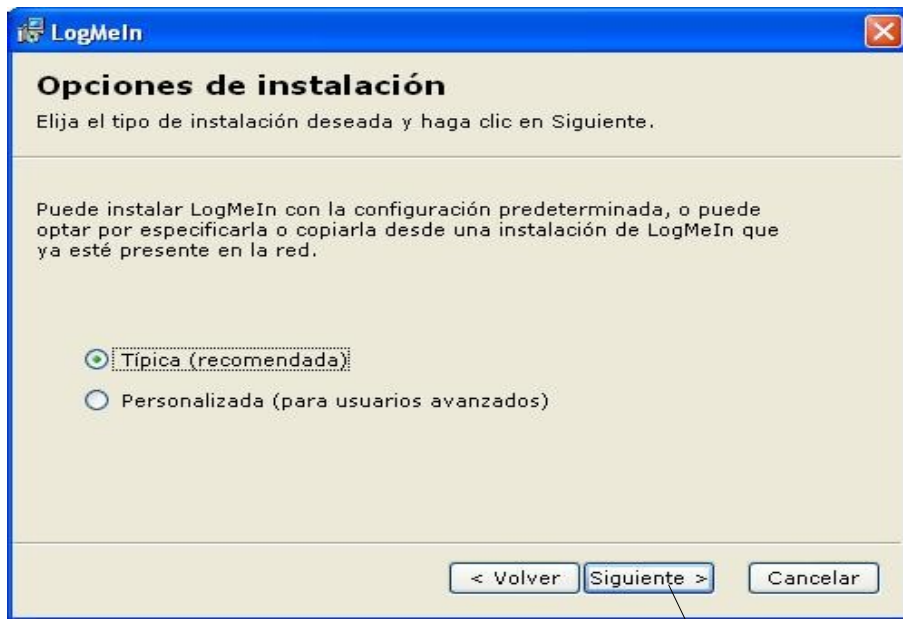 LogMeIn
Opciones de instalación
Elija el tipo de instalación deseada y haga clic en Siguiente.
Puede instalar LogMeIn con la configuración predeterminada, o puede
optar por especificarla o copiarla desde una instalación de LogMeIn que
ya esté presente en la red.
Típica (recomendada)
Personalizada (para usuarios avanzados)
< Volver Siguiente > Cancelar